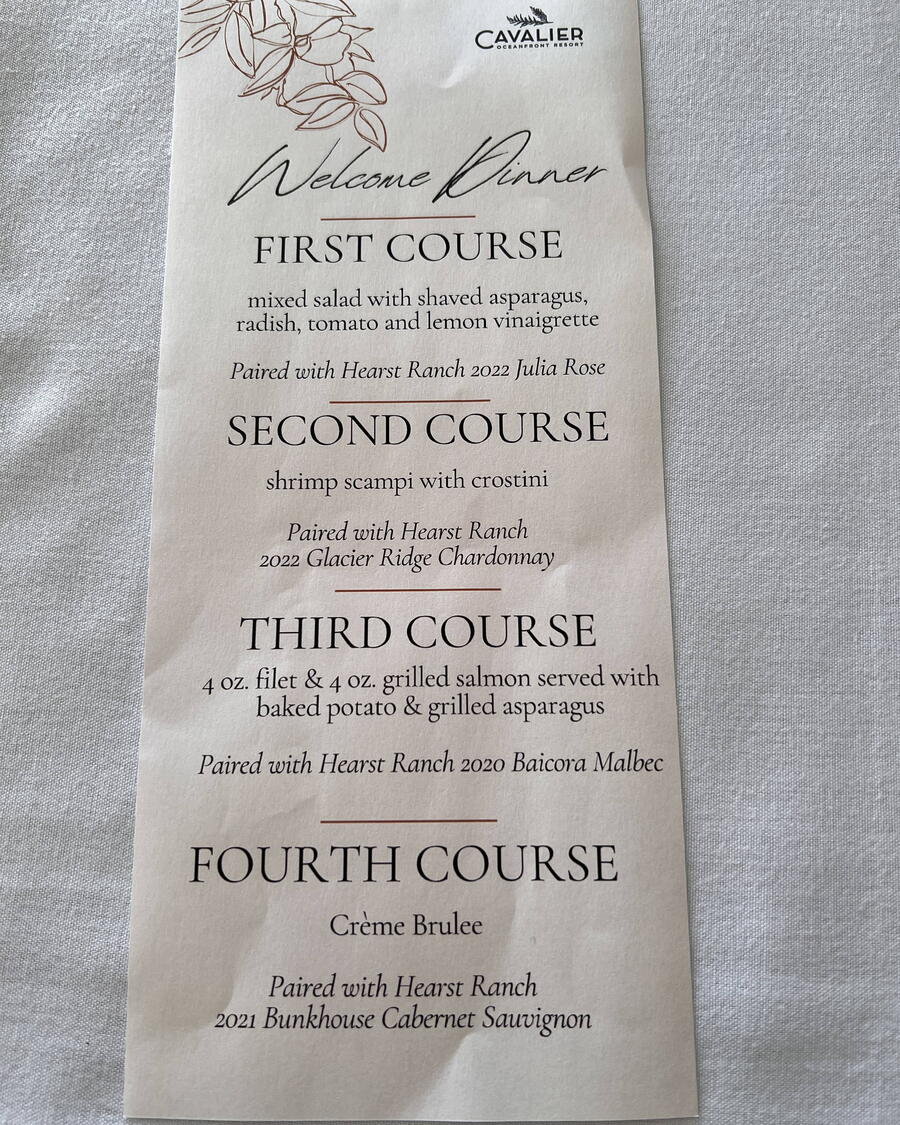 CAVALIER
OCEANFRONT RESORT
Welcome Dinner
FIRST COURSE
mixed salad with shaved asparagus,
radish, tomato and lemon vinaigrette
Paired with Hearst Ranch 2022 Julia Rose
SECOND COURSE
shrimp scampi with crostini
Paired with Hearst Ranch
2022 Glacier Ridge Chardonnay
THIRD COURSE
4 oz. filet & 4 oz. grilled salmon served with
baked potato & grilled asparagus
Paired with Hearst Ranch 2020 Baicora Malbec
FOURTH COURSE
Crème Brulee
Paired with Hearst Ranch
2021 Bunkhouse Cabernet Sauvignon